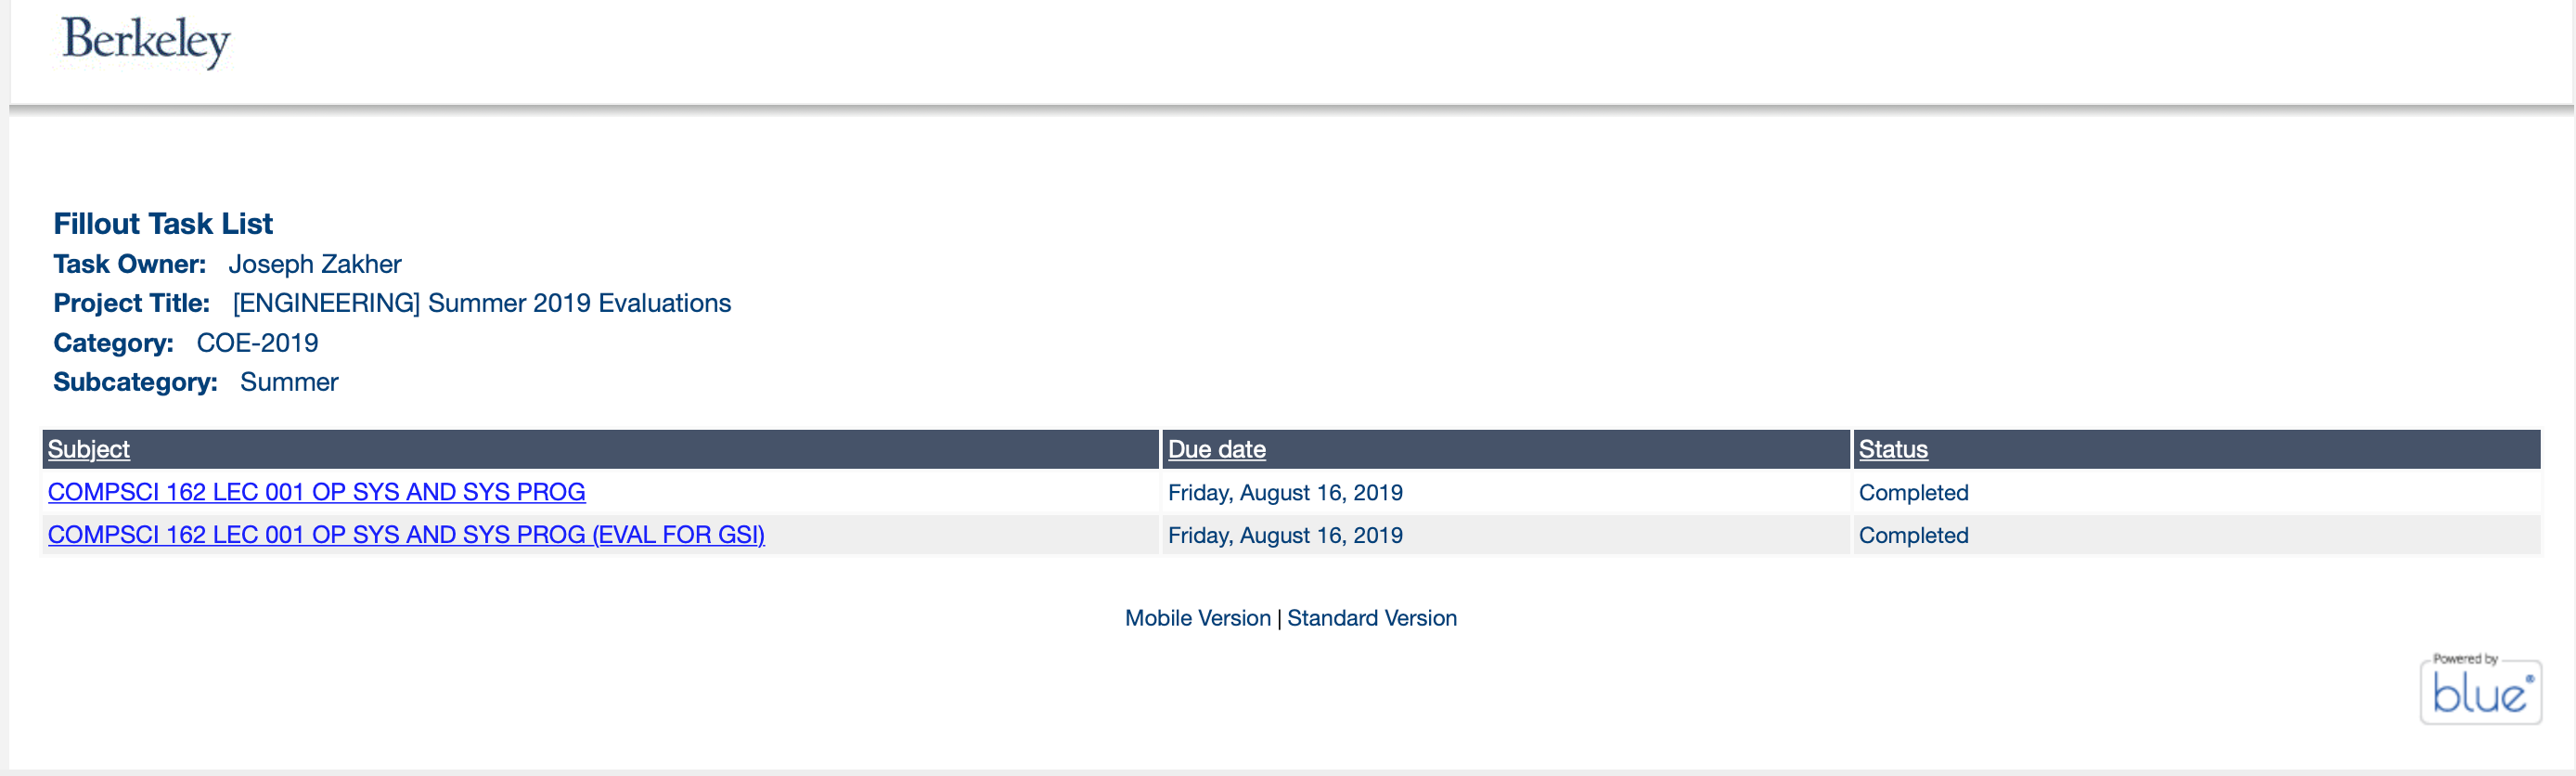 Berkeley
Fillout Task List
Task Owner: Joseph Zakher
Project Title: [ENGINEERING] Summer 2019 Evaluations
Category: COE-2019
Subcategory: Summer
Subject Due date Status
COMPSCI 162 LEC 001 OP SYS AND SYS PROG Friday, August 16, 2019 Completed
COMPSCI 162 LEC 001 OP SYS AND SYS PROG (EVAL FOR GSI) Friday, August 16, 2019 Completed
Mobile Version | Standard Version
Powered by
blue®